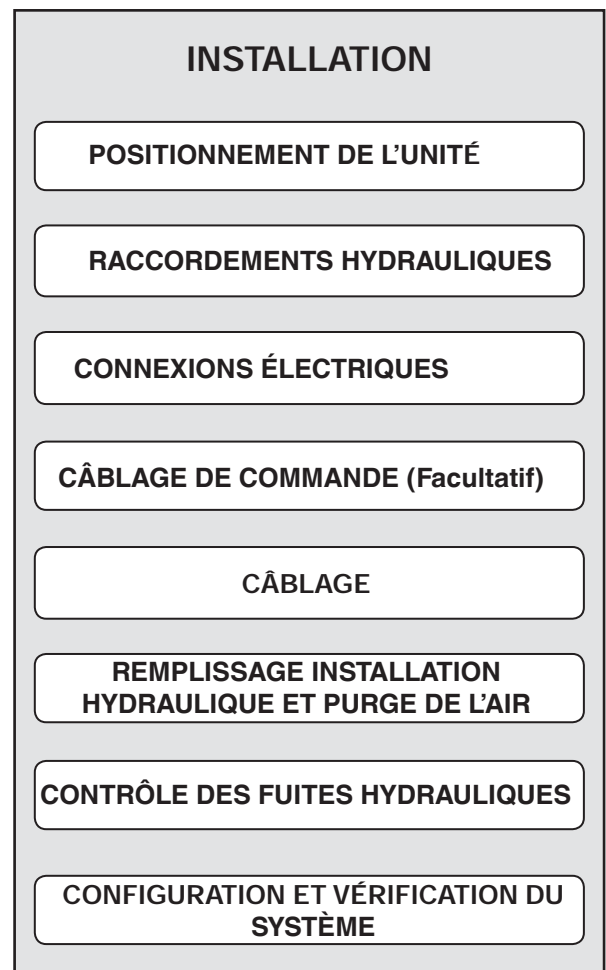 INSTALLATION
POSITIONNEMENT DE L’UNITÉ
RACCORDEMENTS HYDRAULIQUES
CONNEXIONS ÉLECTRIQUES
CÂBLAGE DE COMMANDE (Facultatif)
CÂBLAGE
REMPLISSAGE INSTALLATION
HYDRAULIQUE ET PURGE DE L’AIR
CONTRÔLE DES FUITES HYDRAULIQUES
CONFIGURATION ET VÉRIFICATION DU
SYSTÈME